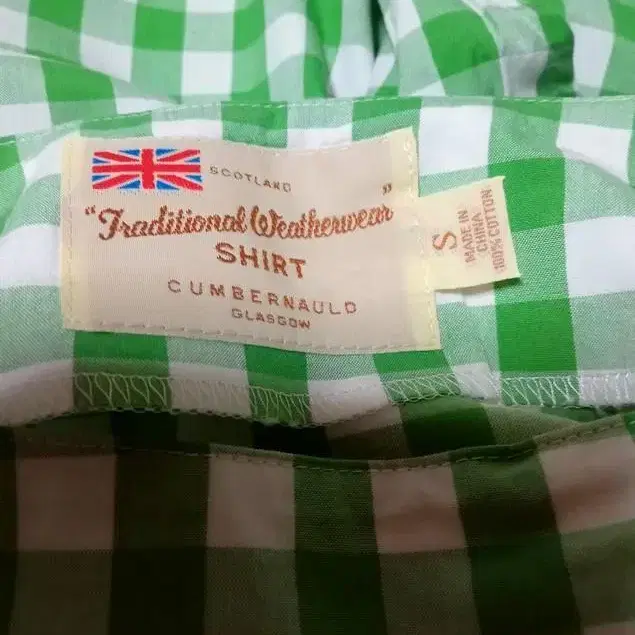 SCOTLAND
"Traditional Weatherwear"
SHIRT
CUMBERNAULD
GLASGOW
S
MADE IN
CHINA
100% COTTON